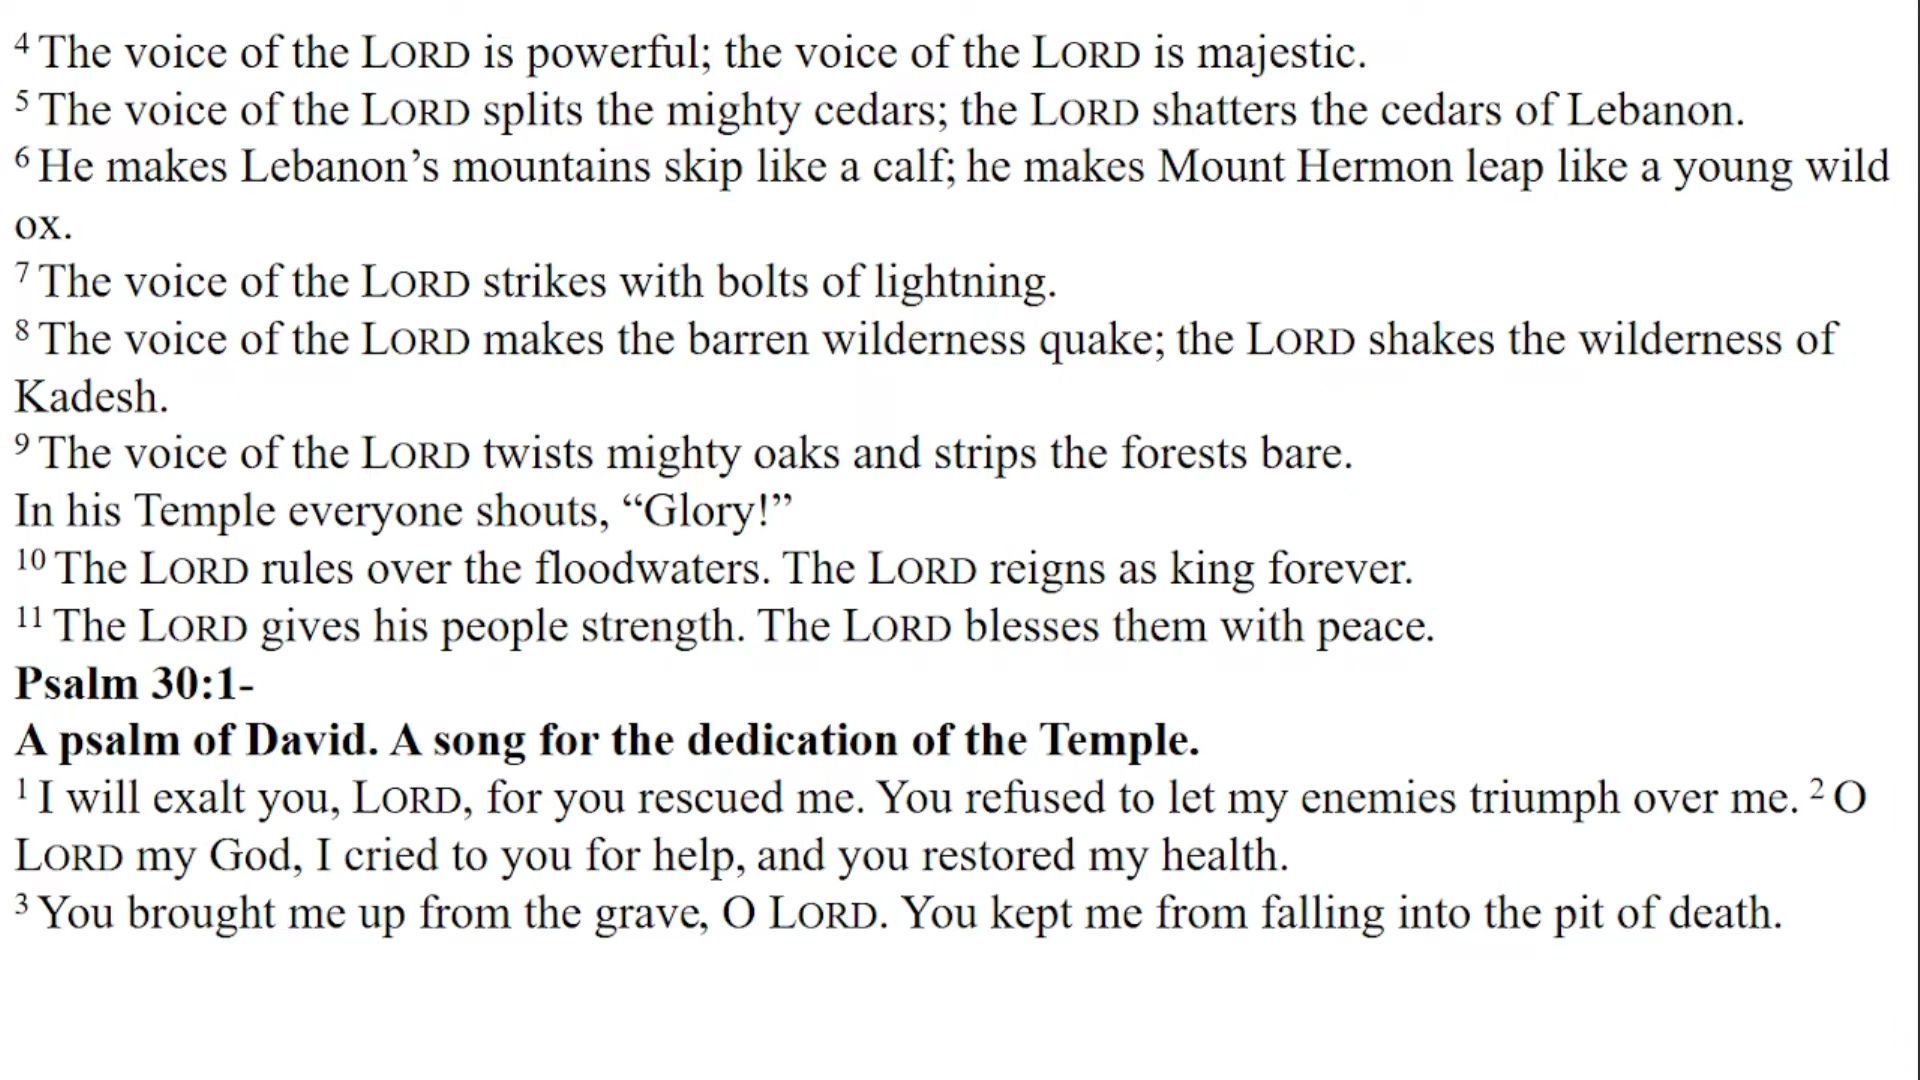 4 The voice of the LORD is powerful; the voice of the LORD is majestic.
5 The voice of the LORD splits the mighty cedars; the LORD shatters the cedars of Lebanon.
6 He makes Lebanon’s mountains skip like a calf; he makes Mount Hermon leap like a young wild
ox.
7 The voice of the LORD strikes with bolts of lightning.
8 The voice of the LORD makes the barren wilderness quake; the LORD shakes the wilderness of
Kadesh.
9 The voice of the LORD twists mighty oaks and strips the forests bare.
In his Temple everyone shouts, “Glory!”
10 The LORD rules over the floodwaters. The LORD reigns as king forever.
11 The LORD gives his people strength. The LORD blesses them with peace.
Psalm 30:1-
A psalm of David. A song for the dedication of the Temple.
1 I will exalt you, LORD, for you rescued me. You refused to let my enemies triumph over me. 2 O
LORD my God, I cried to you for help, and you restored my health.
3 You brought me up from the grave, O LORD. You kept me from falling into the pit of death.